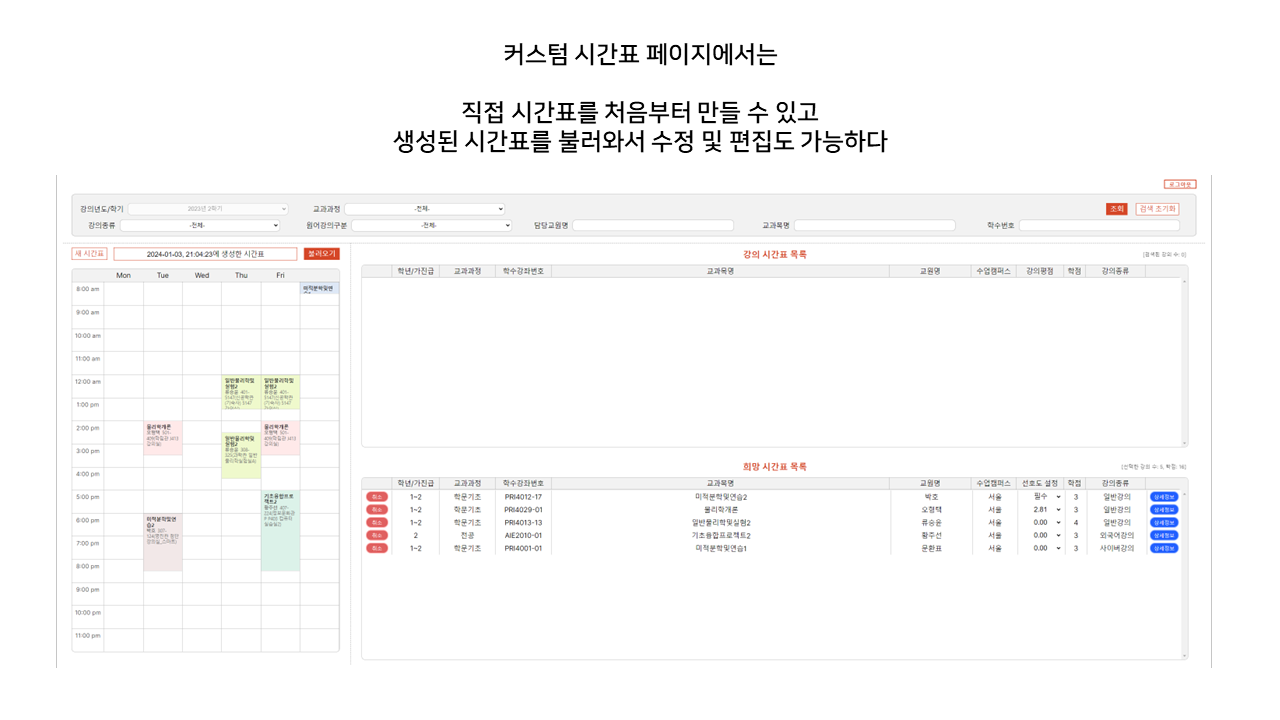 커스텀 시간표 페이지에서는
직접 시간표를 처음부터 만들 수 있고
생성된 시간표를 불러와서 수정 및 편집도 가능하다
로그아웃
강의년도/학기 2023년 2학기 교과과정 -전체- 조회 검색 초기화
강의종류 -전체- 원어강의구분 -전체- 담당교원명 교과목명 학수번호
새 시간표 2024-01-03, 21:04:23에 생성한 시간표 불러오기
강의 시간표 목록 [검색된 강의 수: 0]
학년/가진급 교과과정 학수강좌번호 교과목명 교원명 수업캠퍼스 강의평점 학점 강의종류
Mon Tue Wed Thu Fri
8:00 am
미적분학및연
9:00 am
10:00 am
11:00 am
12:00 am
일반물리학및실험2
일반물리학및실험2
1:00 pm
2:00 pm
물리학개론
물리학개론
일반물리학및실험2
3:00 pm
4:00 pm
5:00 pm
기초융합프로젝트2
6:00 pm
미적분학및연습2
7:00 pm
8:00 pm
9:00 pm
10:00 pm
11:00 pm
희망 시간표 목록 [선택한 강의 수: 5, 학점: 16]
학년/가진급 교과과정 학수강좌번호 교과목명 교원명 수업캠퍼스 선호도 설정 학점 강의종류
취소 1~2 학문기초 PRI4012-17 미적분학및연습2 박호 서울 필수 3 일반강의 상세정보
취소 1~2 학문기초 PRI4029-01 물리학개론 오형택 서울 2.81 3 일반강의 상세정보
취소 1~2 학문기초 PRI4013-13 일반물리학및실험2 류승윤 서울 0.00 4 일반강의 상세정보
취소 2 전공 AIE2010-01 기초융합프로젝트2 황주선 서울 0.00 3 외국어강의 상세정보
취소 1~2 학문기초 PRI4001-01 미적분학및연습1 문환표 서울 0.00 3 사이버강의 상세정보